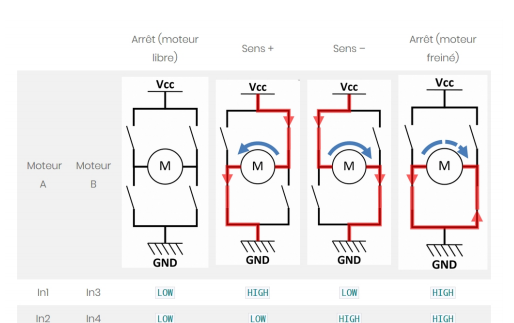 Arrêt (moteur libre) Sens + Sens – Arrêt (moteur freiné)
Moteur A Moteur B
Vcc Vcc Vcc Vcc
M M M M
GND GND GND GND
In1 In3 LOW HIGH LOW HIGH
In2 In4 LOW LOW HIGH HIGH